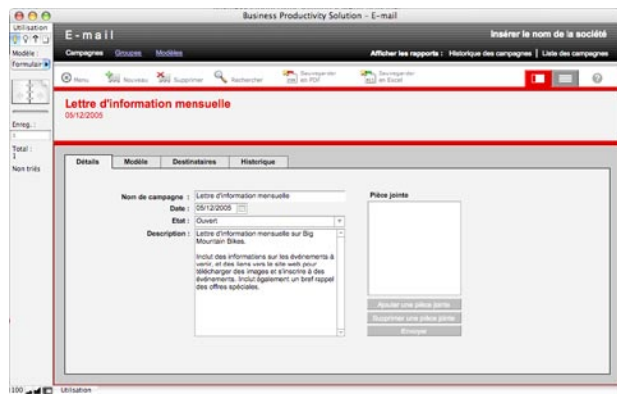 Business Productivity Solution - E-mail
Utilisation
E-mail
Insérer le nom de la société
Modèle :
Formulair
Campagnes Groupes Modèles
Afficher les rapports : Historique des campagnes | Liste des campagnes
Menu Nouveau Supprimer Rechercher Sauvegarder en PDF Sauvegarder en Excel
Lettre d'information mensuelle
05/12/2005
Enreg. :
1
Total :
1
Non triés
Détails Modèle Destinataires Historique
Nom de campagne : Lettre d'information mensuelle
Pièce jointe
Date : 05/12/2005
Etat : Ouvert
Description : Lettre d'information mensuelle sur Big
Mountain Bikes.
Inclut des informations sur les événements à
venir, et des liens vers le site web pour
télécharger des images et s'inscrire à des
événements. Inclut également un bref rappel
des offres spéciales.
Ajouter une pièce jointe
Supprimer une pièce jointe
Envoyer
100
Utilisation